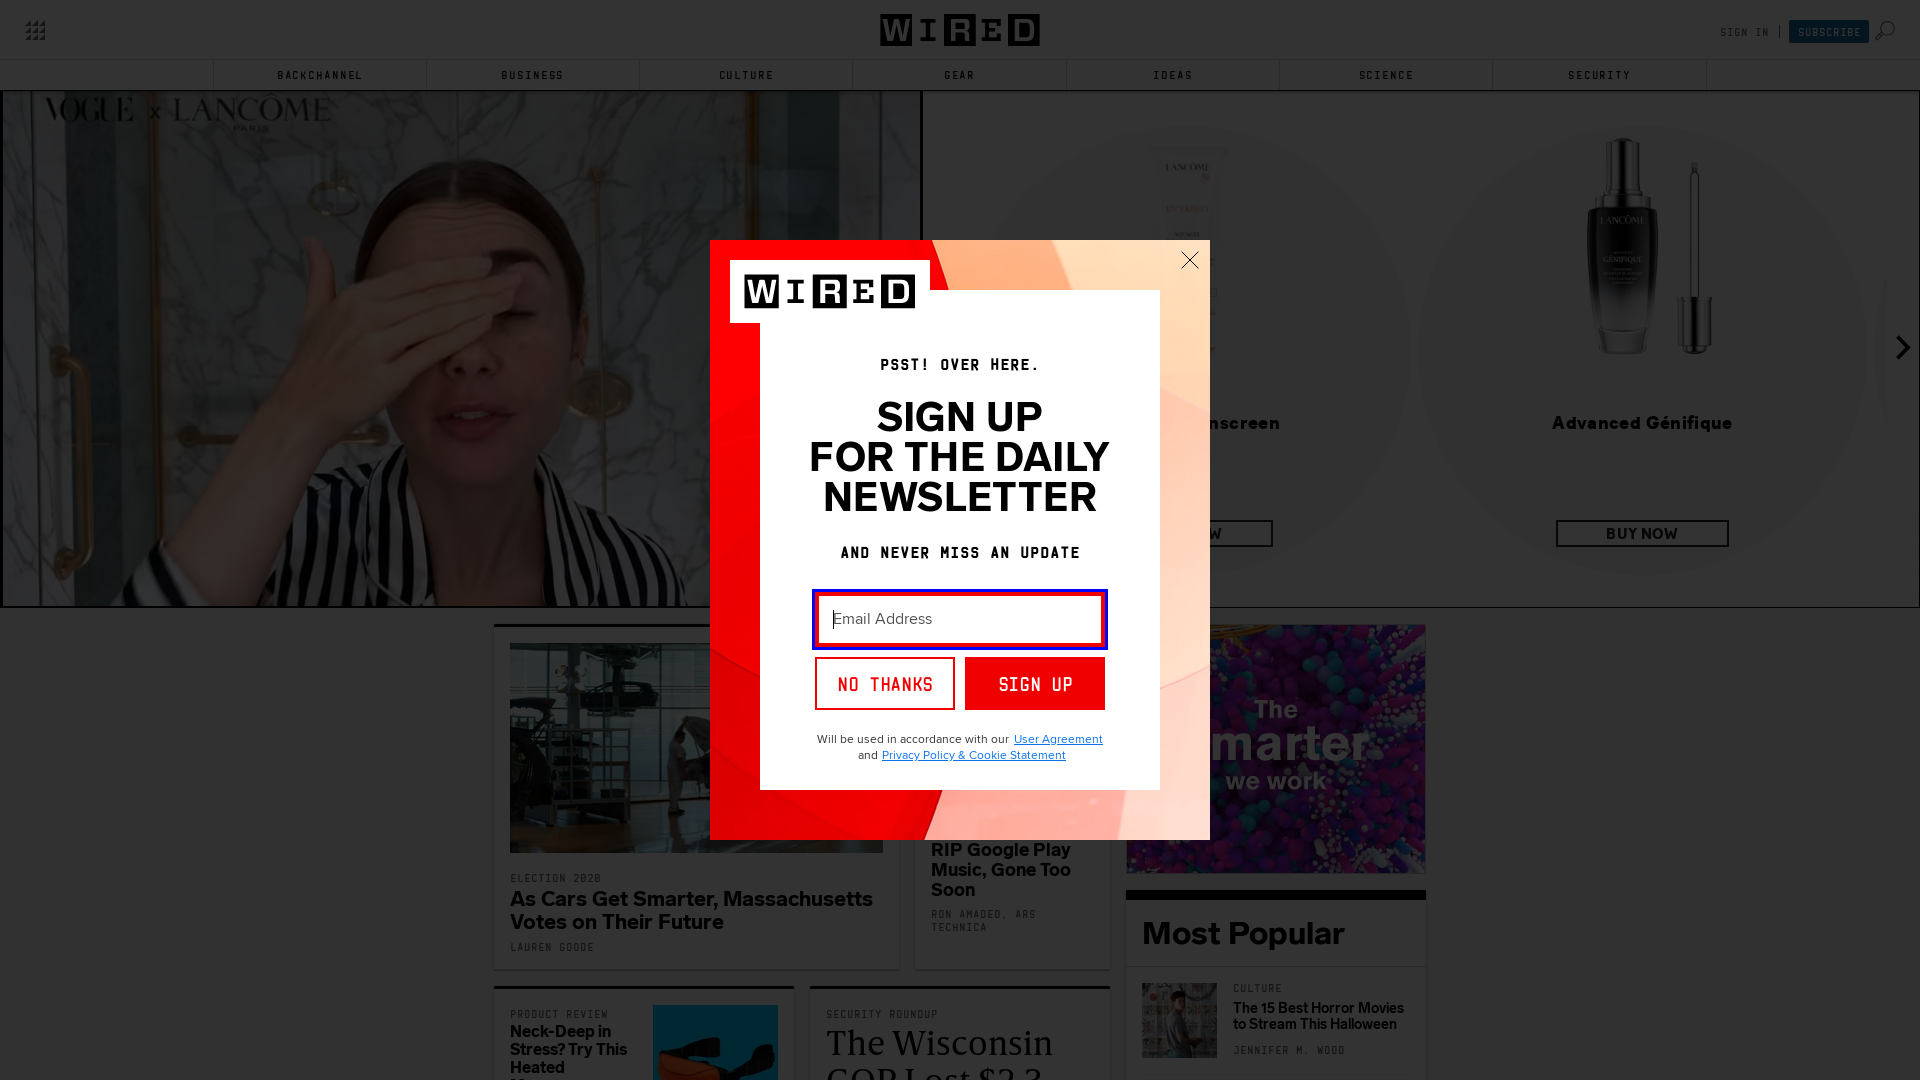 WIRED
SIGN IN
SUBSCRIBE
BACKCHANNEL
BUSINESS
CULTURE
GEAR
IDEAS
SCIENCE
SECURITY
VOGUE x LANCÔME
PARIS
LANCÔME
LANCÔME
GÉNIFIQUE
nscreen
Advanced Génifique
W
BUY NOW
WIRED
PSST! OVER HERE.
SIGN UP
FOR THE DAILY
NEWSLETTER
AND NEVER MISS AN UPDATE
Email Address
NO THANKS
SIGN UP
Will be used in accordance with our User Agreement
and Privacy Policy & Cookie Statement
The
marter
we work
ELECTION 2020
As Cars Get Smarter, Massachusetts
Votes on Their Future
LAUREN GOODE
RIP Google Play
Music, Gone Too
Soon
RON AMADEO, ARS
TECHNICA
Most Popular
CULTURE
The 15 Best Horror Movies
to Stream This Halloween
JENNIFER M. WOOD
PRODUCT REVIEW
Neck-Deep in
Stress? Try This
Heated
SECURITY ROUNDUP
The Wisconsin
GOP Lost $2.3